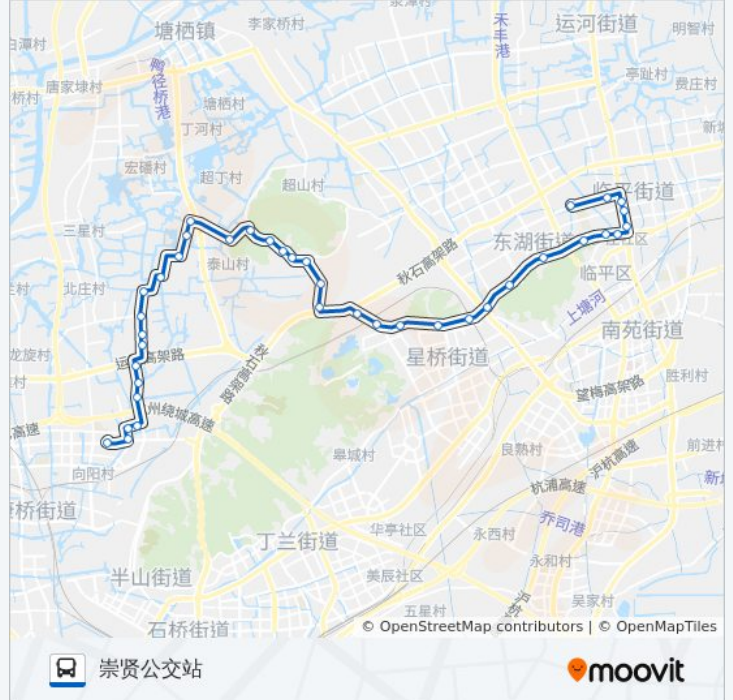 泉漳村
禾丰港
运河街道
塘栖镇
李家桥村
明智村
白潭村
亭趾村
费庄村
唐家埭村
桥村
塘栖村
丁河村
新
宏磻村
超丁村
超山村
临平街道
三星村
东湖街道
社区
泰山村
秋石高架路
临平区
北庄村
上塘河
南苑街道
龙旋村
运
高架路
秋石高架路
星桥街道
胜利村
望梅高架路
州绕城高速
高速
皋城村
良熟村
沪杭高速
前进村
向阳村
杭浦高速
桥街道
乔司港
华亭社区
永西村
丁兰街道
永和村
半山街道
美辰社区
五星村
沪杭
吴家村
石桥街道
© OpenStreetMap contributors | © OpenMapTiles
崇贤公交站
moovit